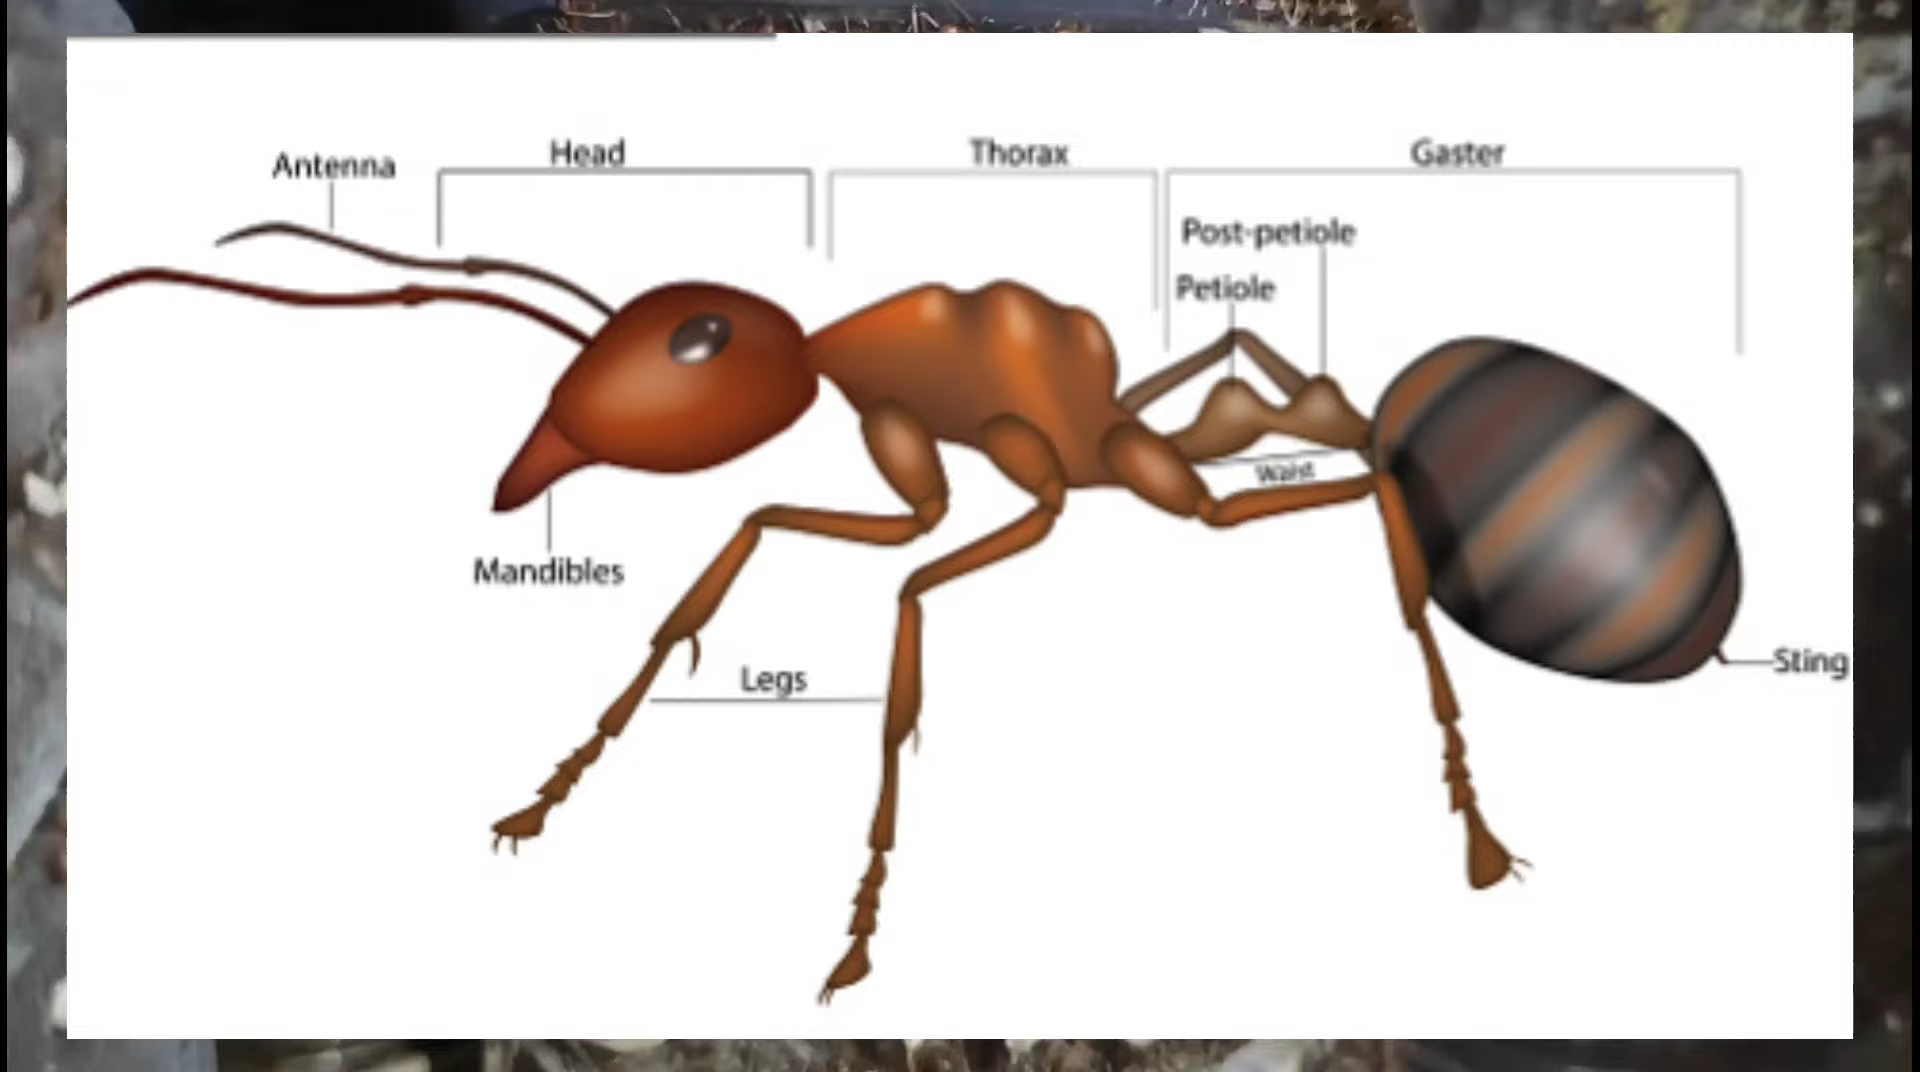 Antenna
Head
Thorax
Gaster
Post-petiole
Petiole
Waist
Mandibles
Legs
Sting